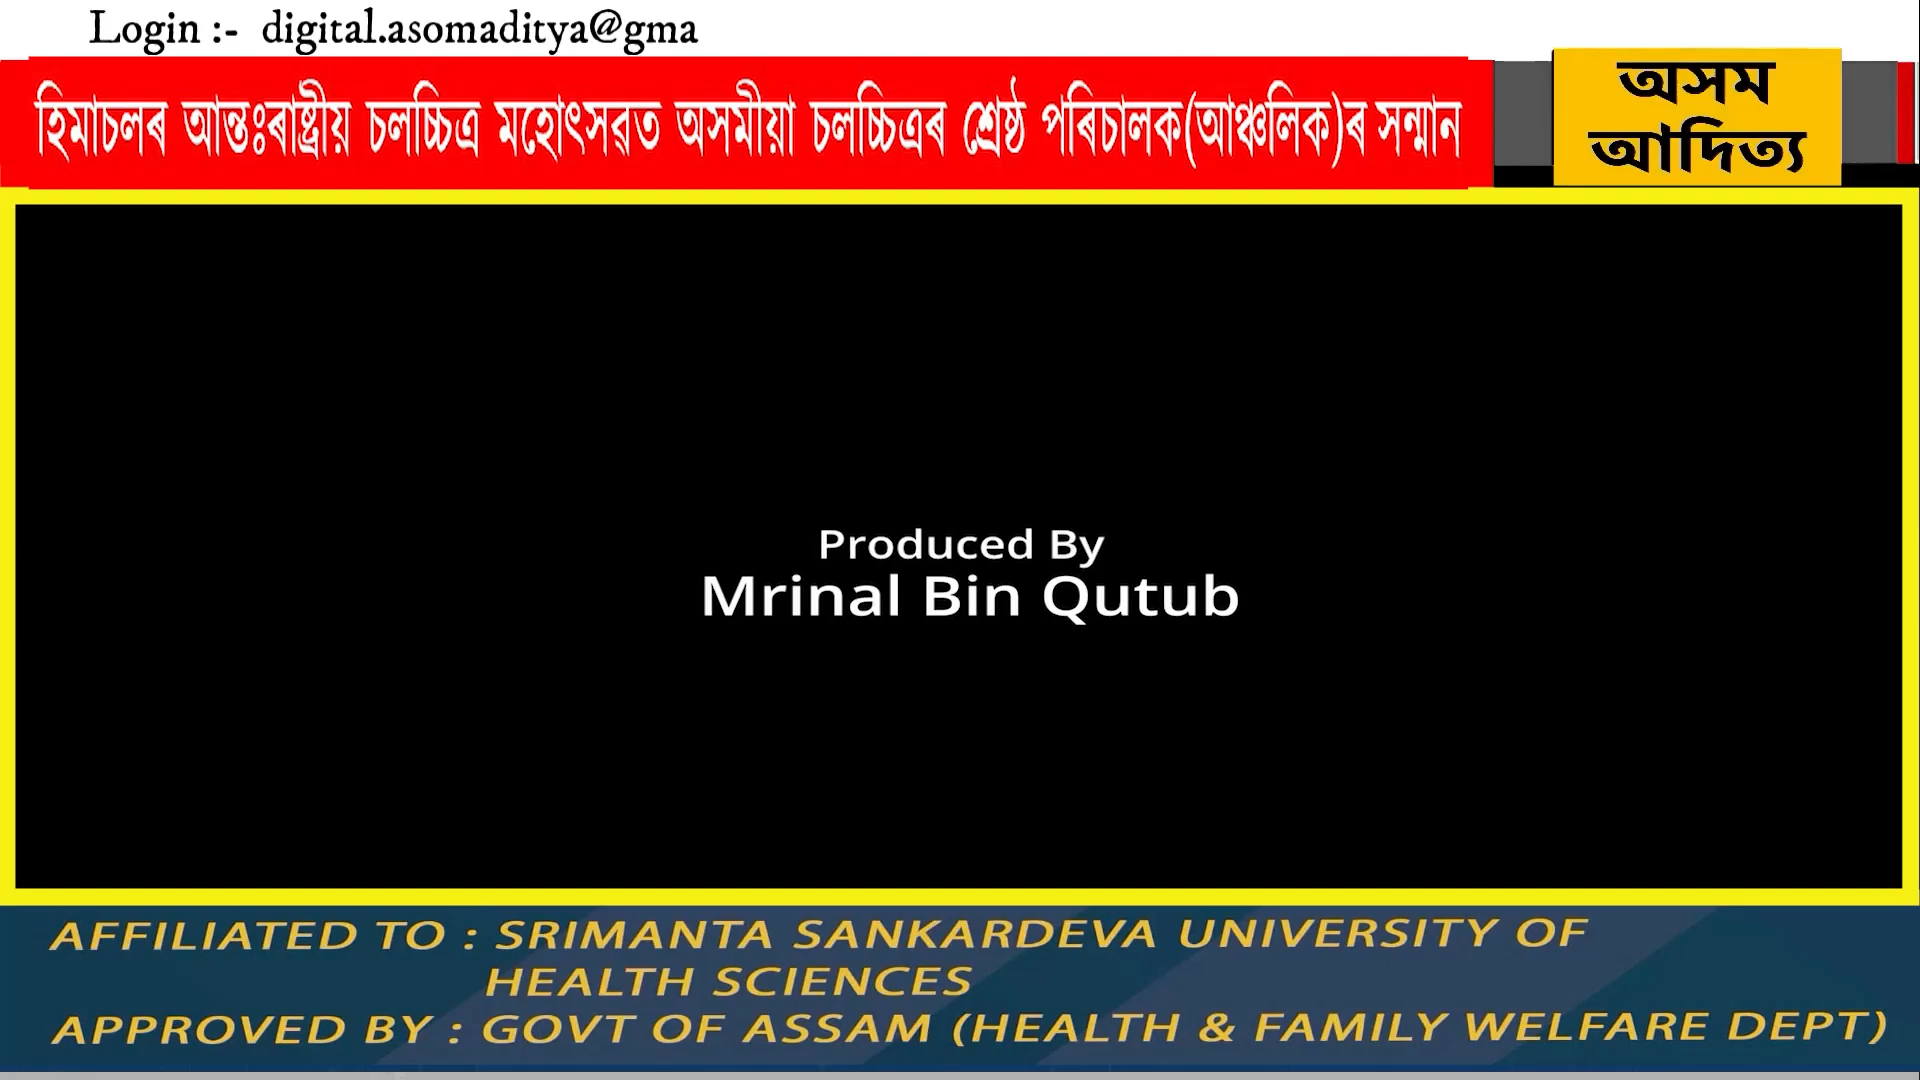 Login :-  digital.asomaditya@gma
হিমাচলৰ আন্তঃৰাষ্ট্ৰীয় চলচ্চিত্ৰ মহোৎসৱত অসমীয়া চলচ্চিত্ৰৰ শ্ৰেষ্ঠ পৰিচালক(আঞ্চলিক)ৰ সন্মান
অসম
আদিত্য
Produced By
Mrinal Bin Qutub
AFFILIATED TO : SRIMANTA SANKARDEVA UNIVERSITY OF
HEALTH SCIENCES
APPROVED BY : GOVT OF ASSAM (HEALTH & FAMILY WELFARE DEPT)